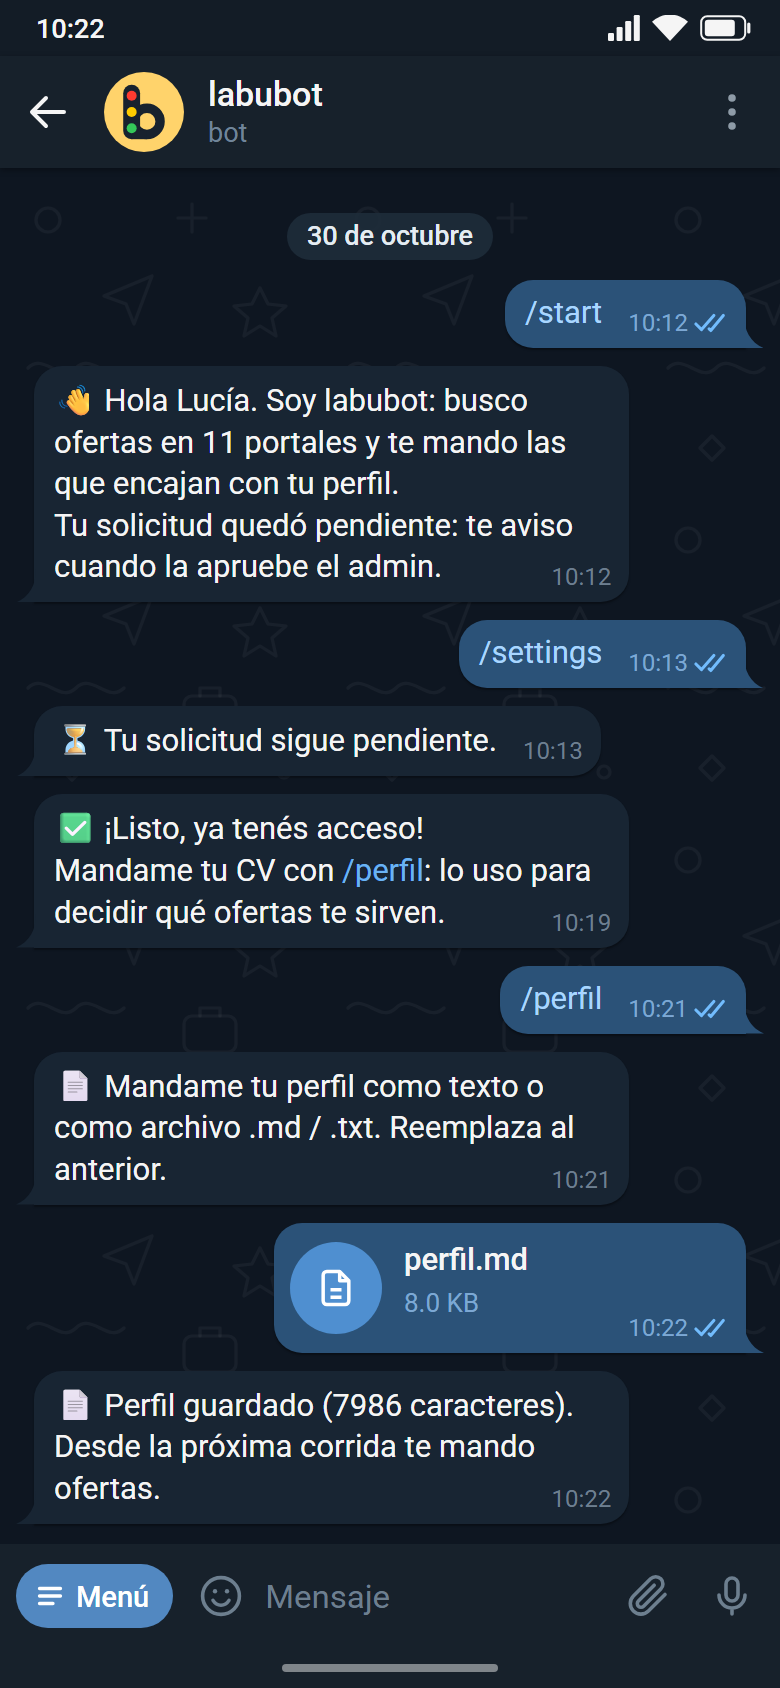 10:22
labubot
bot
30 de octubre
/start 10:12
👋 Hola Lucía. Soy labubot: busco
ofertas en 11 portales y te mando las
que encajan con tu perfil.
Tu solicitud quedó pendiente: te aviso
cuando la apruebe el admin. 10:12
/settings 10:13
⏳ Tu solicitud sigue pendiente. 10:13
✅ ¡Listo, ya tenés acceso!
Mandame tu CV con /perfil: lo uso para
decidir qué ofertas te sirven. 10:19
/perfil 10:21
📄 Mandame tu perfil como texto o
como archivo .md / .txt. Reemplaza al
anterior. 10:21
perfil.md
8.0 KB
10:22
📄 Perfil guardado (7986 caracteres).
Desde la próxima corrida te mando
ofertas. 10:22
Menú Mensaje